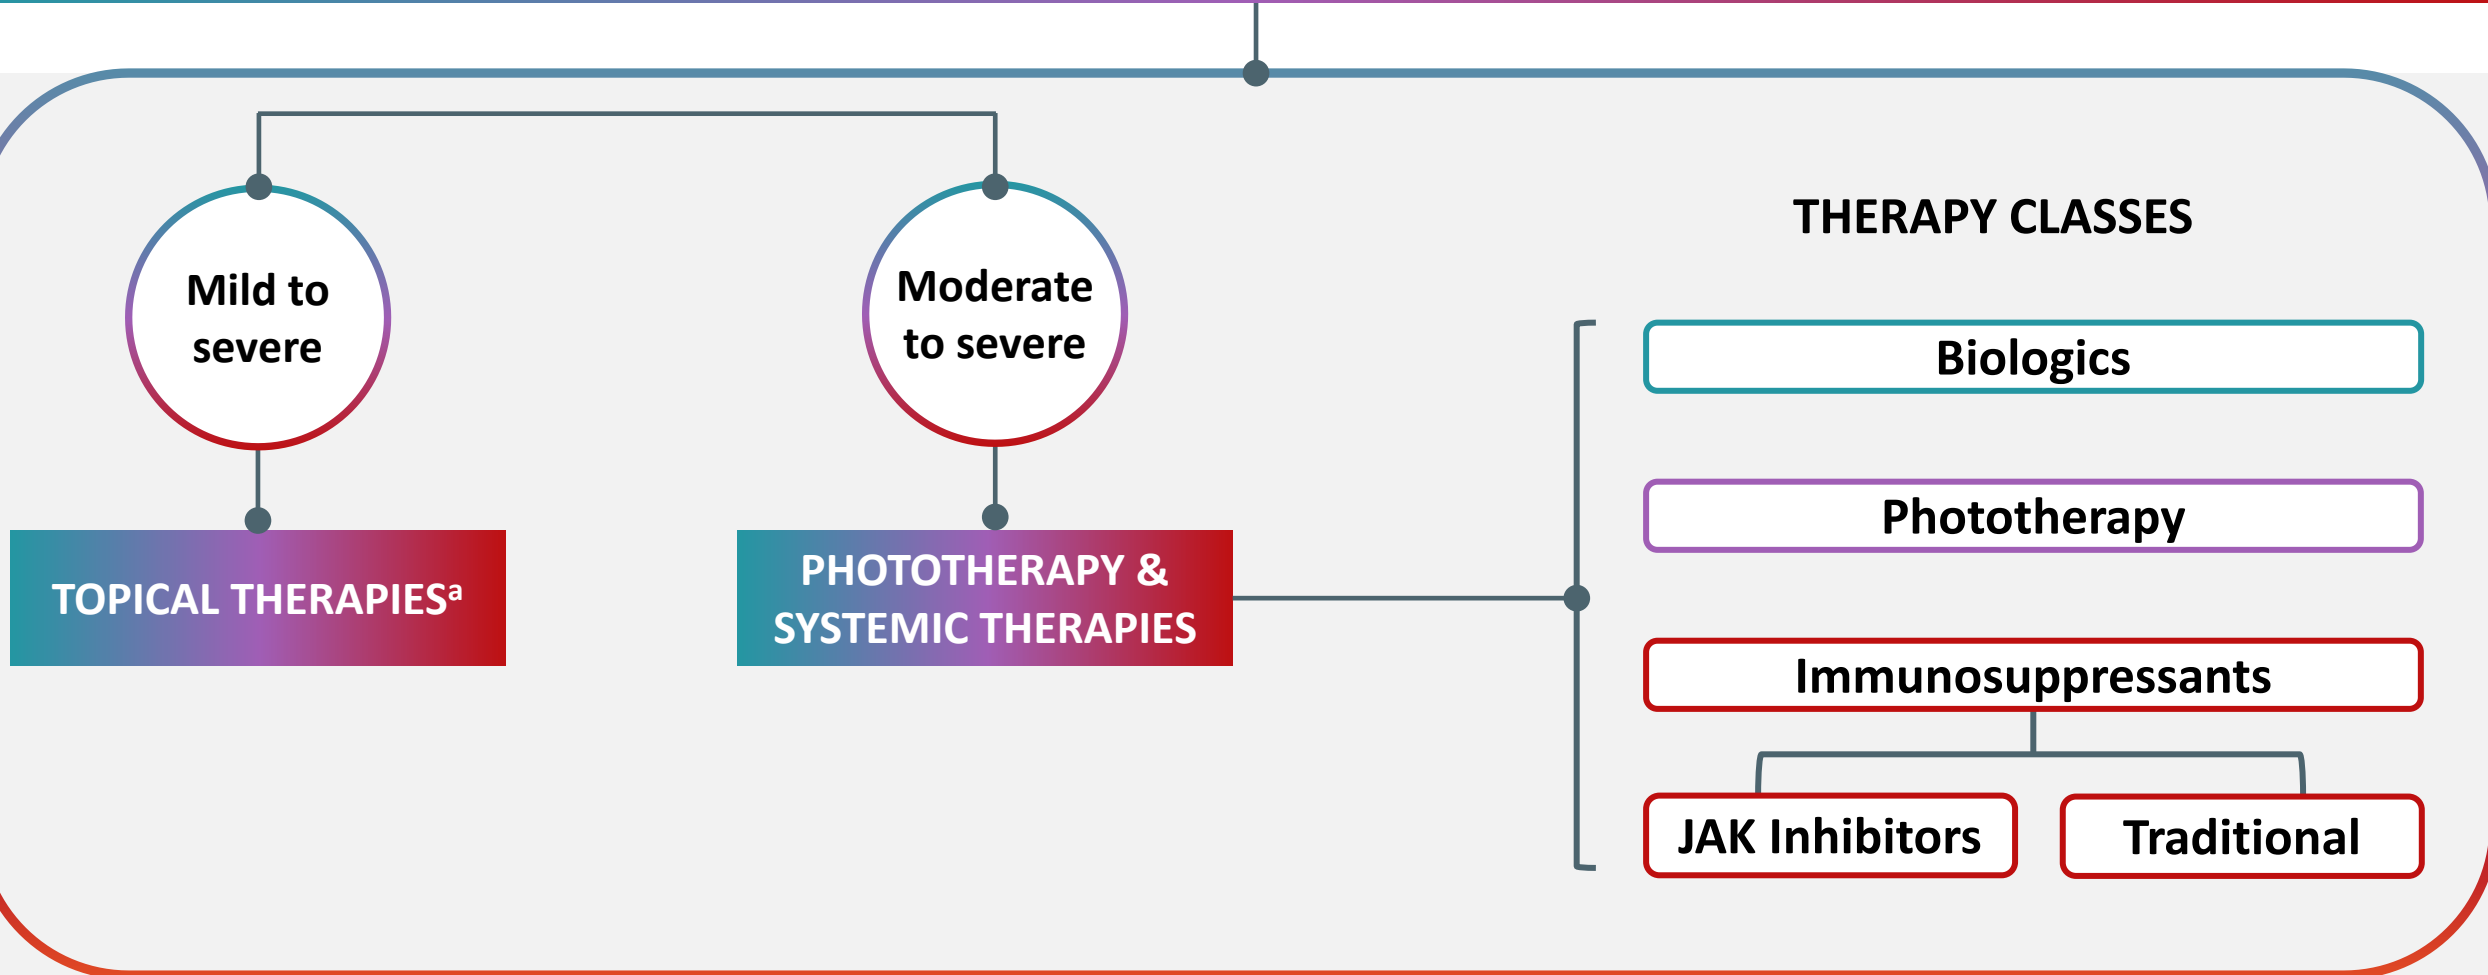 Mild to
severe
Moderate
to severe
TOPICAL THERAPIESᵃ
PHOTOTHERAPY &
SYSTEMIC THERAPIES
THERAPY CLASSES
Biologics
Phototherapy
Immunosuppressants
JAK Inhibitors
Traditional